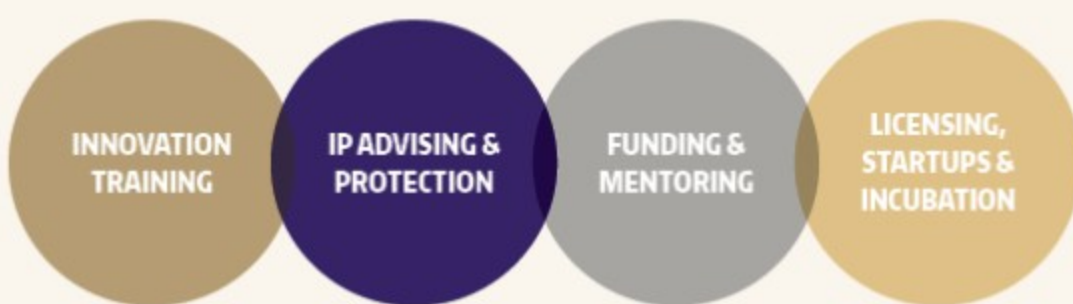 INNOVATION
TRAINING
IP ADVISING &
PROTECTION
FUNDING &
MENTORING
LICENSING,
STARTUPS &
INCUBATION